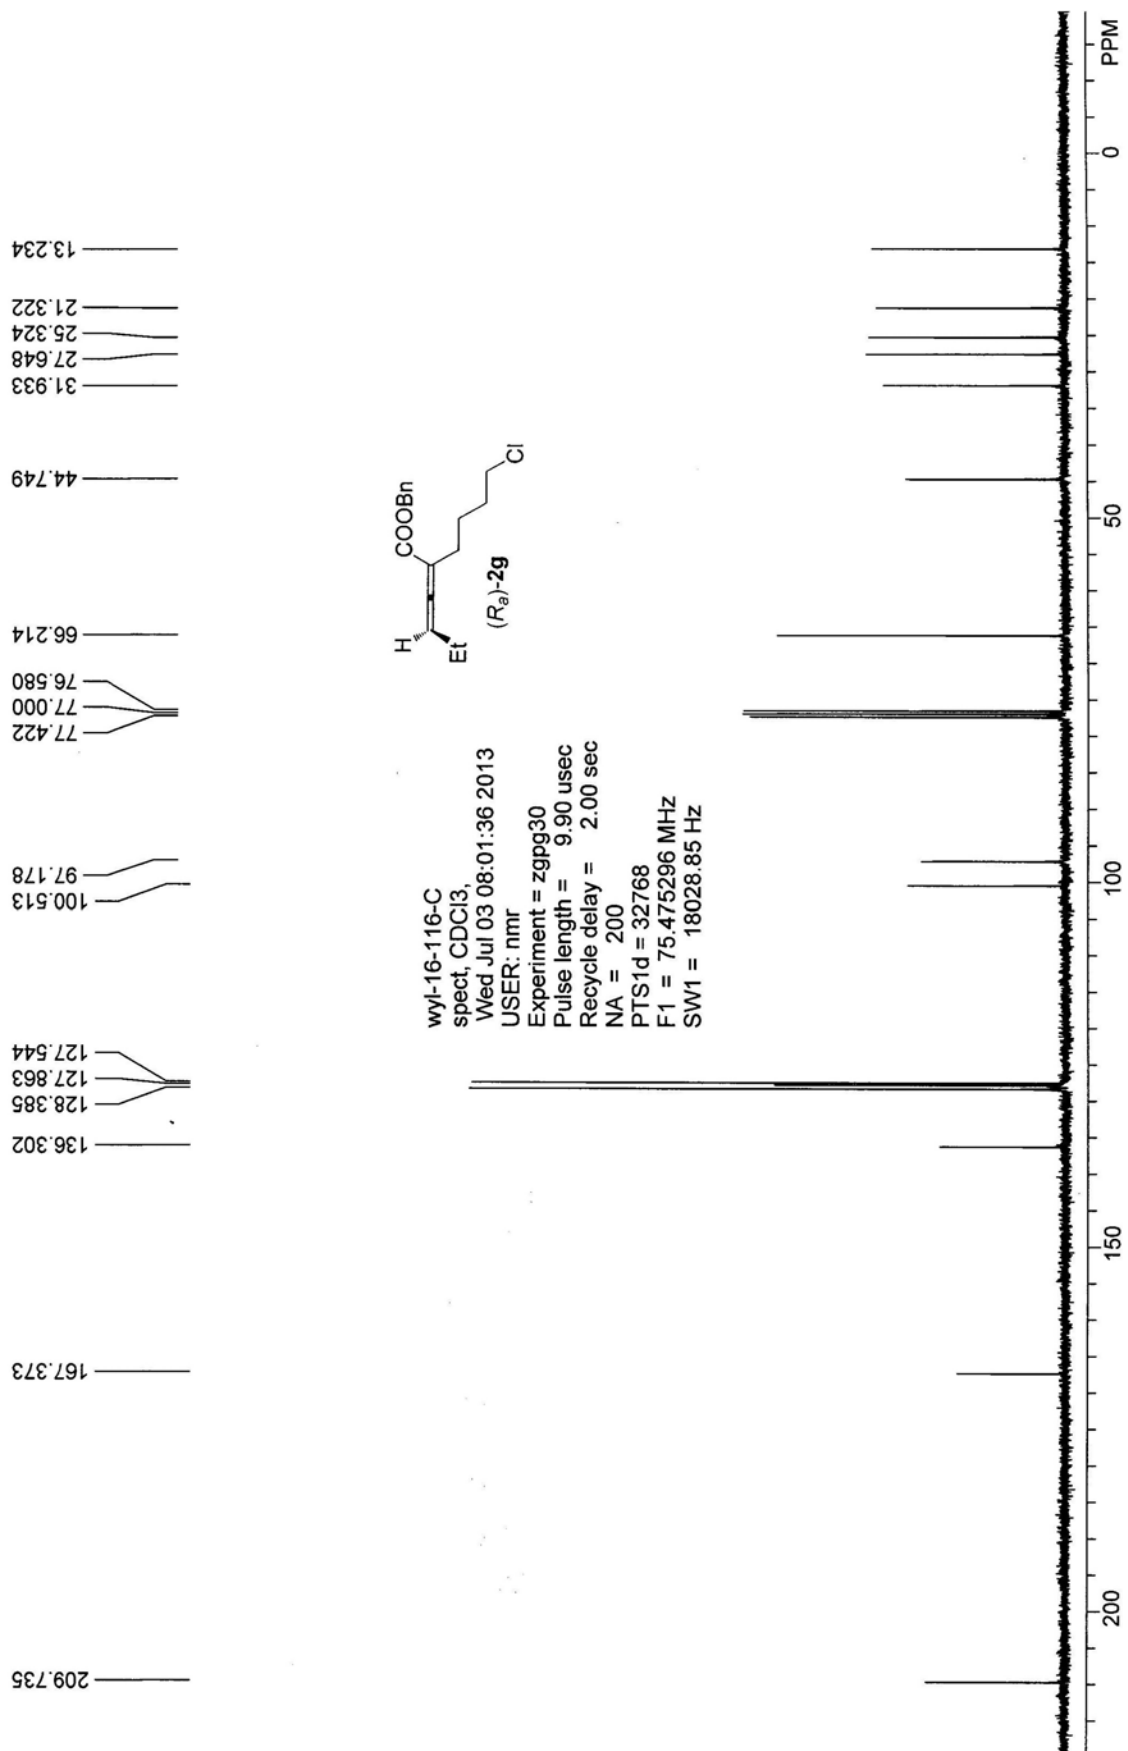 209.735
167.373
136.302
128.385
127.863
127.544
100.513
97.178
77.422
77.000
76.580
66.214
44.749
31.933
27.648
25.324
21.322
13.234
H
Et
COOBn
Cl
(Ra)-2g
wyl-16-116-C
spect, CDCl3,
Wed Jul 03 08:01:36 2013
USER: nmr
Experiment = zgpg30
Pulse length = 9.90 usec
Recycle delay = 2.00 sec
NA = 200
PTS1d = 32768
F1 = 75.475296 MHz
SW1 = 18028.85 Hz
200
150
100
50
0
PPM